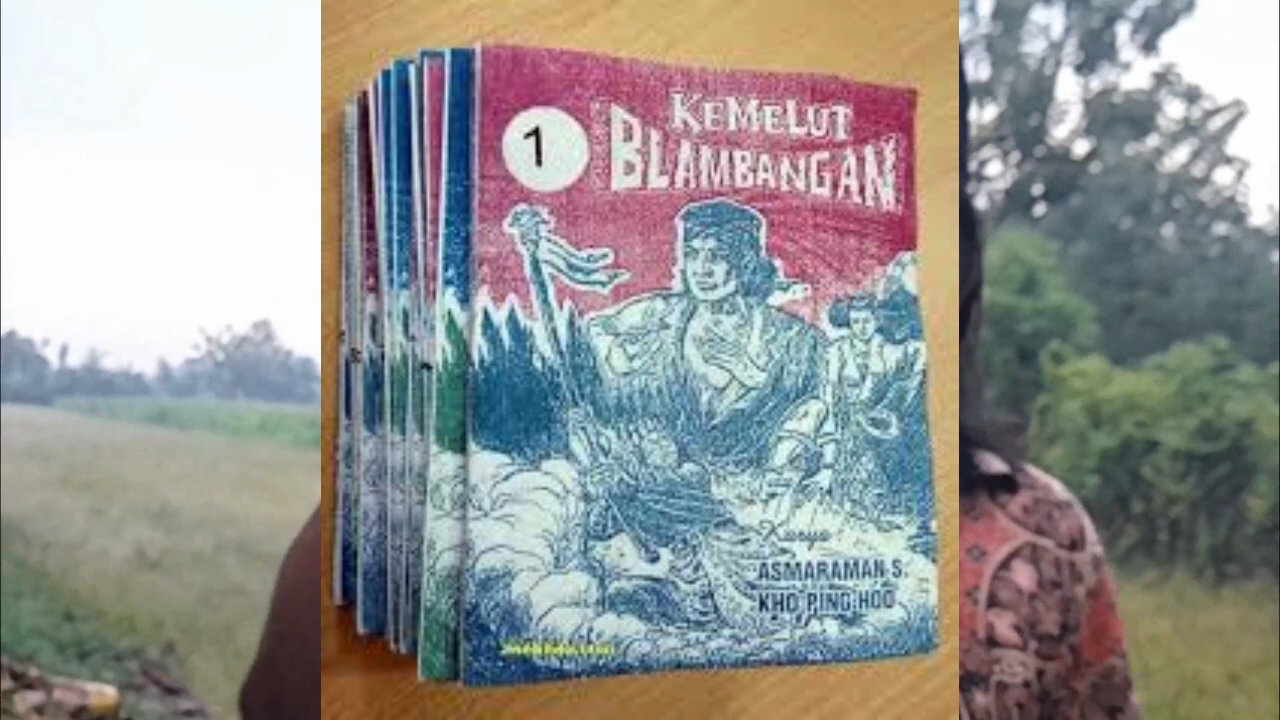 1
KEMELUT
BLAMBANGAN
Karya
ASMARAMAN S.
KHO PING HOO